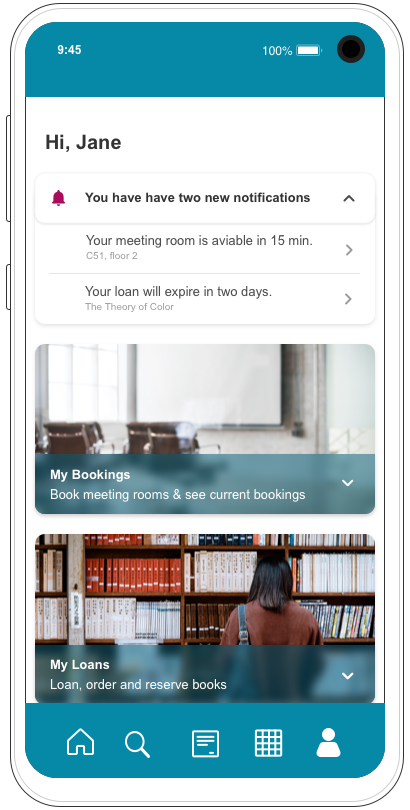 9:45
100%
Hi, Jane
You have have two new notifications
Your meeting room is aviable in 15 min.
C51, floor 2
Your loan will expire in two days.
The Theory of Color
My Bookings
Book meeting rooms & see current bookings
My Loans
Loan, order and reserve books